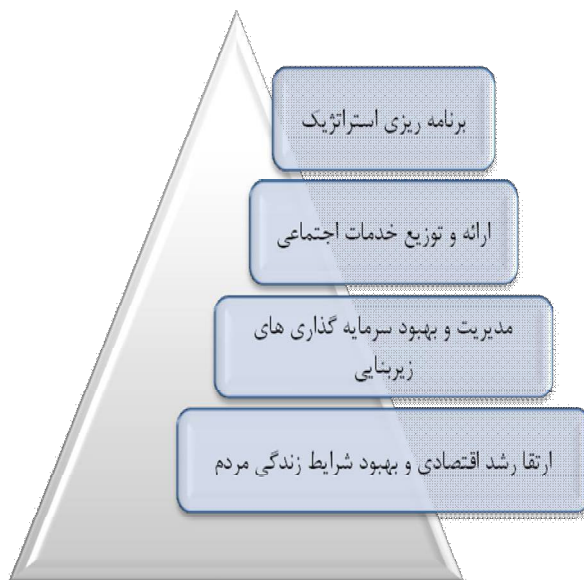 برنامه ریزی استراتژیک
ارائه و توزیع خدمات اجتماعی
مدیریت و بهبود سرمایه گذاری های
زیربنایی
ارتقا رشد اقتصادی و بهبود شرایط زندگی مردم